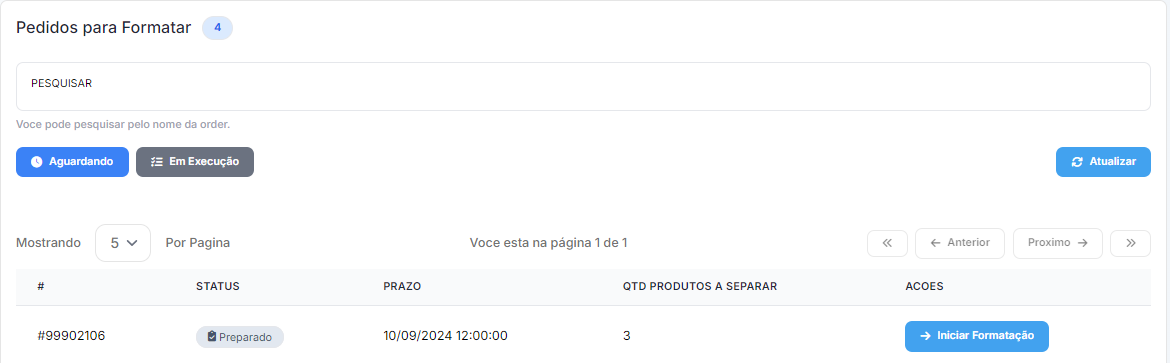 Pedidos para Formatar 4
PESQUISAR
Voce pode pesquisar pelo nome da order.
Aguardando Em Execução Atualizar
Mostrando 5 Por Pagina Voce esta na página 1 de 1 « ← Anterior Proximo → »
# STATUS PRAZO QTD PRODUTOS A SEPARAR ACOES
#99902106 Preparado 10/09/2024 12:00:00 3 → Iniciar Formatação